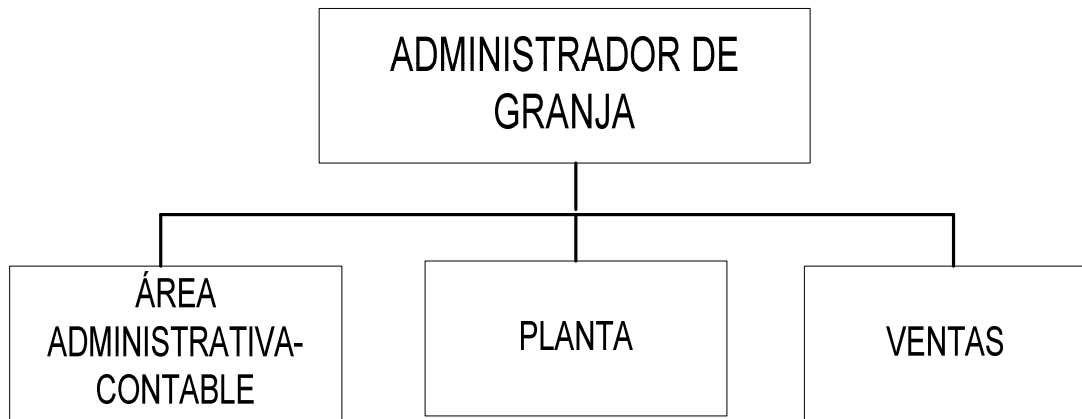 ADMINISTRADOR DE
GRANJA
ÁREA
ADMINISTRATIVA-
CONTABLE
PLANTA
VENTAS